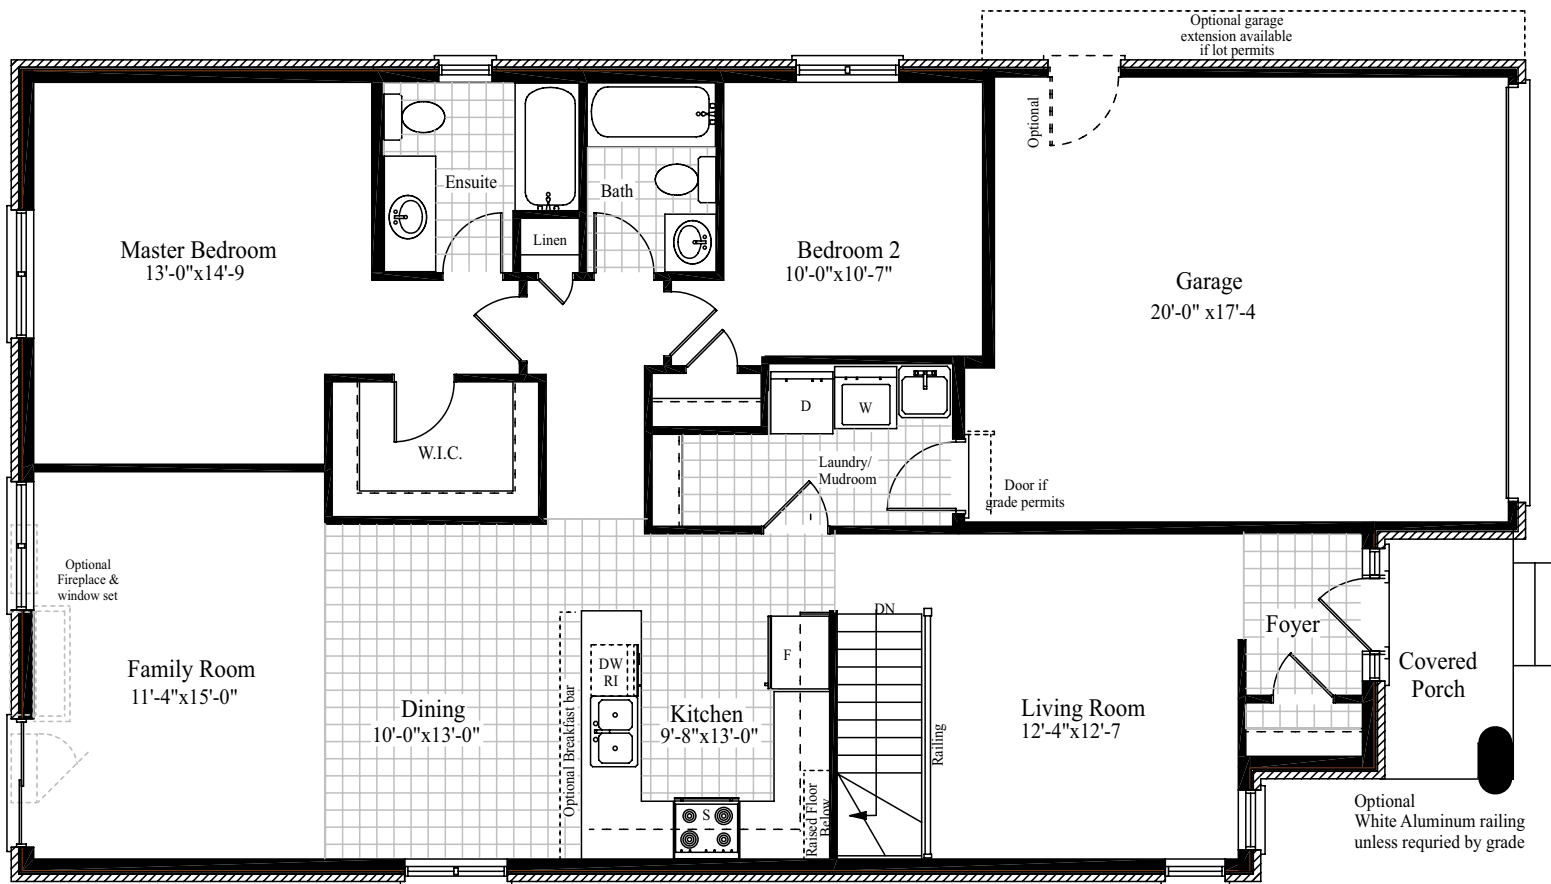 Optional garage
extension available
if lot permits
Optional
Ensuite
Bath
Linen
Master Bedroom
13'-0"x14'-9
Bedroom 2
10'-0"x10'-7"
Garage
20'-0" x17'-4
D
W
W.I.C.
Laundry/
Mudroom
Door if
grade permits
Optional
Fireplace &
window set
DN
Foyer
Family Room
11'-4"x15'-0"
DW
RI
F
Covered
Porch
Dining
10'-0"x13'-0"
Optional Breakfast bar
Kitchen
9'-8"x13'-0"
Railing
Living Room
12'-4"x12'-7
S
Raised Floor
Below
Optional
White Aluminum railing
unless requried by grade